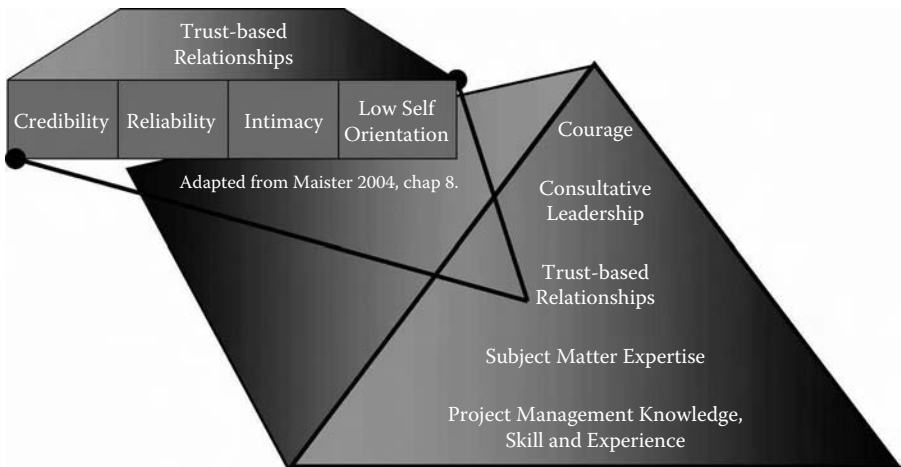 Trust-based
Relationships
Credibility
Reliability
Intimacy
Low Self
Orientation
Adapted from Maister 2004, chap 8.
Courage
Consultative
Leadership
Trust-based
Relationships
Subject Matter Expertise
Project Management Knowledge,
Skill and Experience